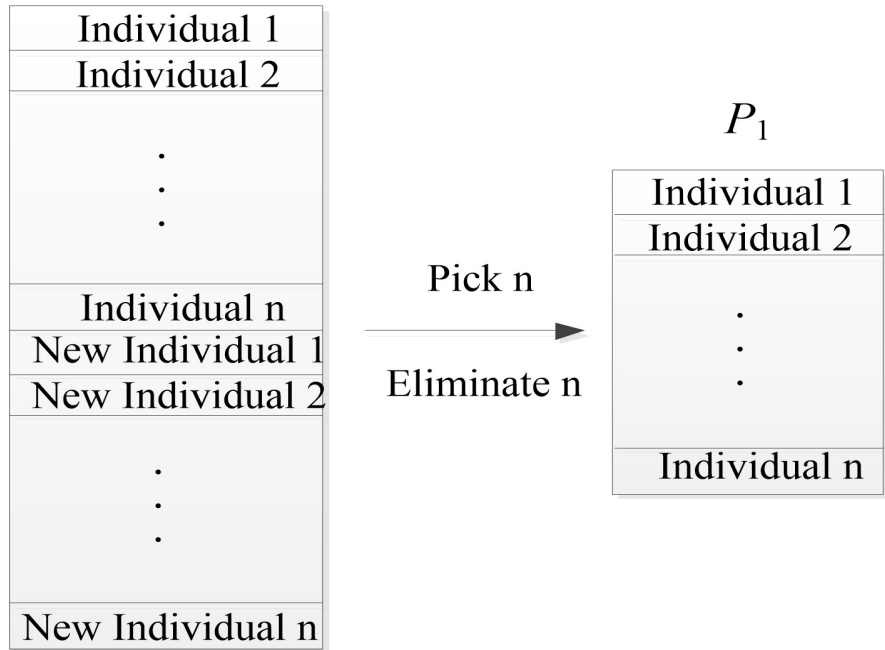 Individual 1
Individual 2
.
.
.
Individual n
New Individual 1
New Individual 2
.
.
.
New Individual n
Pick n
Eliminate n
P1
Individual 1
Individual 2
.
.
.
Individual n